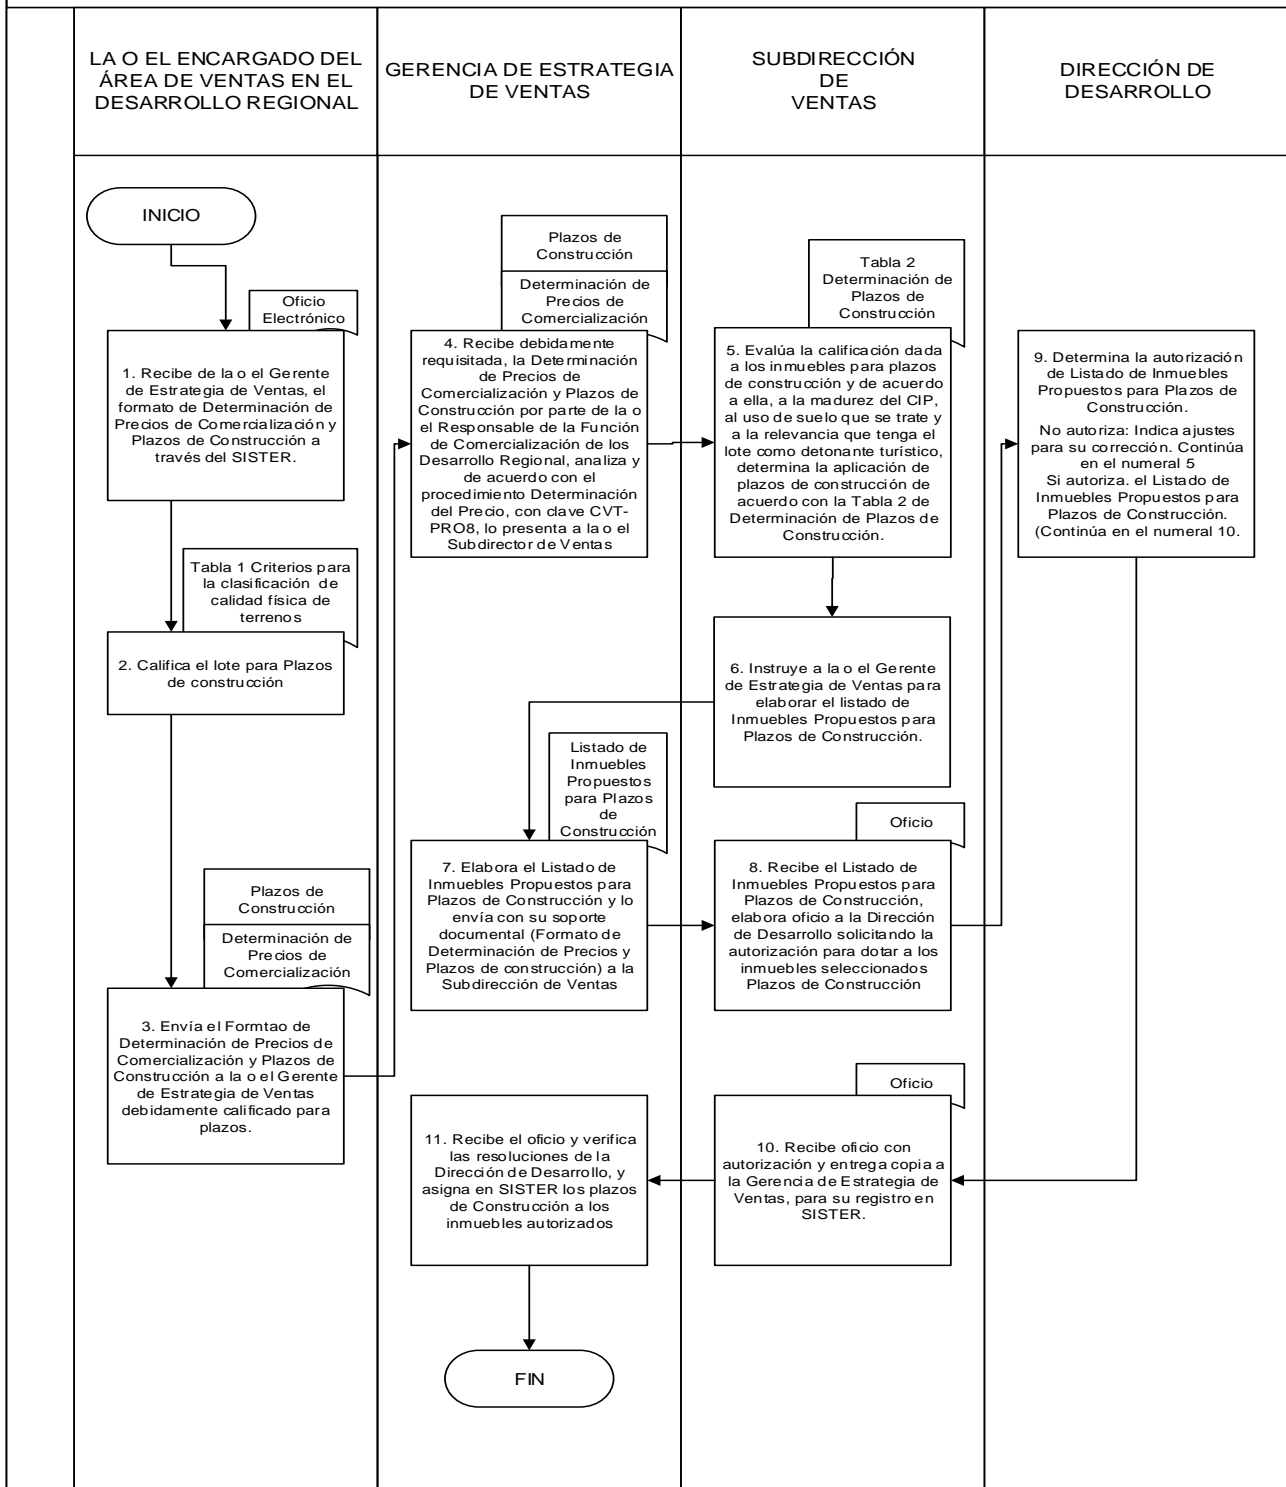 LA O EL ENCARGADO DEL
ÁREA DE VENTAS EN EL
DESARROLLO REGIONAL
GERENCIA DE ESTRATEGIA
DE VENTAS
SUBDIRECCIÓN
DE
VENTAS
DIRECCIÓN DE
DESARROLLO
INICIO
Oficio
Electrónico
1. Recibe de la o el Gerente
de Estrategia de Ventas, el
formato de Determinación de
Precios de Comercialización y
Plazos de Construcción a
través del SISTER.
Tabla 1 Criterios para
la clasificación de
calidad física de
terrenos
2. Califica el lote para Plazos
de construcción
Plazos de
Construcción
Determinación de
Precios de
Comercialización
3. Envía el Formtao de
Determinación de Precios de
Comercialización y Plazos de
Construcción a la o el Gerente
de Estrategia de Ventas
debidamente calificado para
plazos.
Plazos de
Construcción
Determinación de
Precios de
Comercialización
4. Recibe debidamente
requisitada, la Determinación
de Precios de
Comercialización y Plazos de
Construcción por parte de la o
el Responsable de la Función
de Comercialización de los
Desarrollo Regional, analiza y
de acuerdo con el
procedimiento Determinación
del Precio, con clave CVT-
PRO8, lo presenta a la o el
Subdirector de Ventas
Tabla 2
Determinación de
Plazos de
Construcción
5. Evalúa la calificación dada
a los inmuebles para plazos
de construcción y de acuerdo
a ella, a la madurez del CIP,
al uso de suelo que se trate y
a la relevancia que tenga el
lote como detonante turístico,
determina la aplicación de
plazos de construcción de
acuerdo con la Tabla 2 de
Determinación de Plazos de
Construcción.
6. Instruye a la o el Gerente
de Estrategia de Ventas para
elaborar el listado de
Inmuebles Propuestos para
Plazos de Construcción.
Listado de
Inmuebles
Propuestos
para Plazos
de
Construcción
7. Elabora el Listado de
Inmuebles Propuestos para
Plazos de Construcción y lo
envía con su soporte
documental (Formato de
Determinación de Precios y
Plazos de construcción) a la
Subdirección de Ventas
Oficio
8. Recibe el Listado de
Inmuebles Propuestos para
Plazos de Construcción,
elabora oficio a la Dirección
de Desarrollo solicitando la
autorización para dotar a los
inmuebles seleccionados
Plazos de Construcción
9. Determina la autorización
de Listado de Inmuebles
Propuestos para Plazos de
Construcción.
No autoriza: Indica ajustes
para su corrección. Continúa
en el numeral 5
Si autoriza. el Listado de
Inmuebles Propuestos para
Plazos de Construcción.
(Continúa en el numeral 10.
Oficio
10. Recibe oficio con
autorización y entrega copia a
la Gerencia de Estrategia de
Ventas, para su registro en
SISTER.
11. Recibe el oficio y verifica
las resoluciones de la
Dirección de Desarrollo, y
asigna en SISTER los plazos
de Construcción a los
inmuebles autorizados
FIN